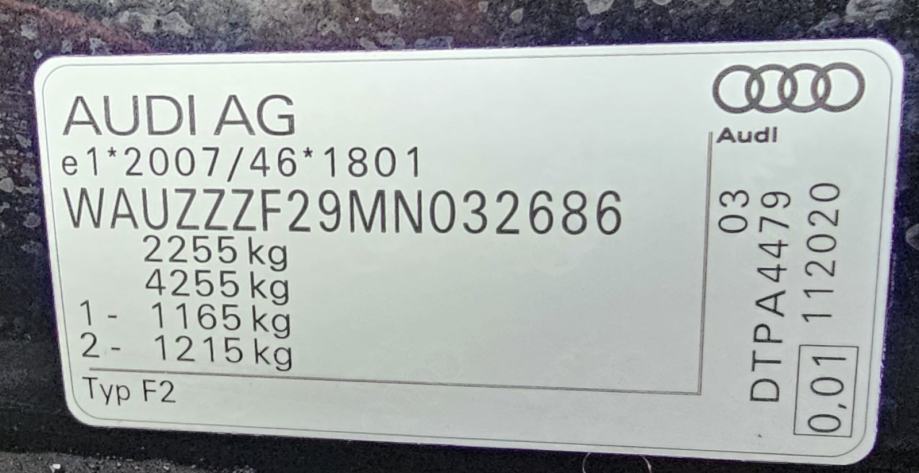 AUDI AG
e1*2007/46*1801
WAUZZZF29MN032686
2255 kg
4255 kg
1 - 1165 kg
2 - 1215 kg
Typ F2
Audi
03
DTPA4479
0,01 112020